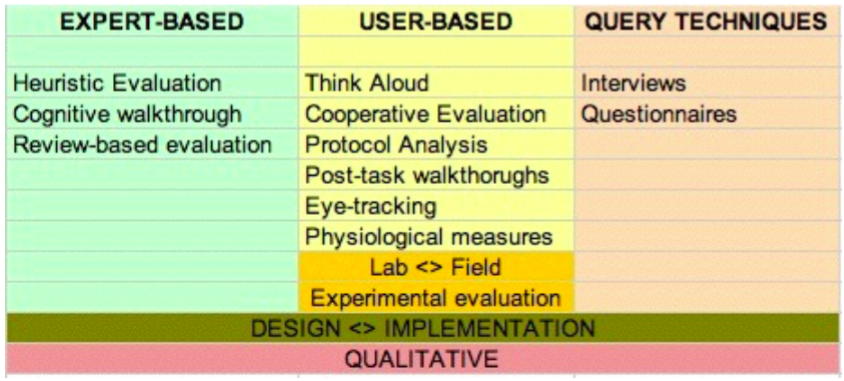 EXPERT-BASED USER-BASED QUERY TECHNIQUES
Heuristic Evaluation Think Aloud Interviews
Cognitive walkthrough Cooperative Evaluation Questionnaires
Review-based evaluation Protocol Analysis
Post-task walkthorughs
Eye-tracking
Physiological measures
Lab <> Field
Experimental evaluation
DESIGN <> IMPLEMENTATION
QUALITATIVE